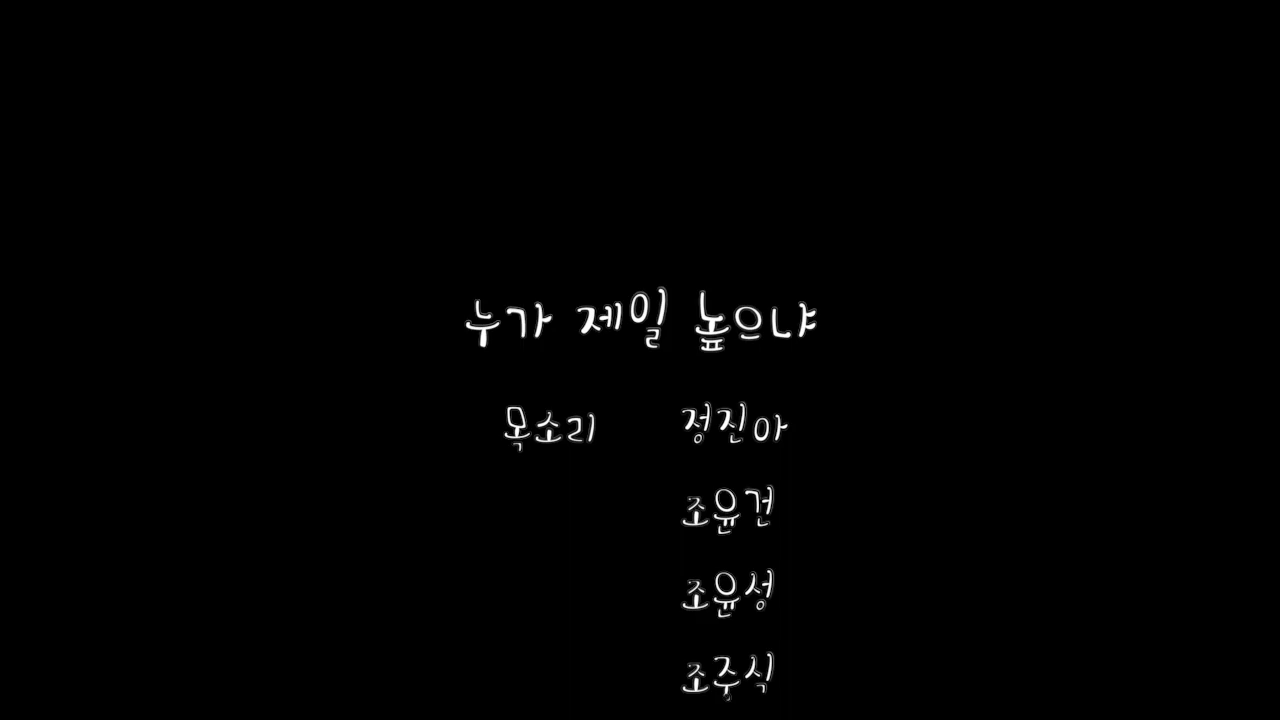 누가 제일 높으냐
목소리 정진아
조윤건
조윤성
조주식